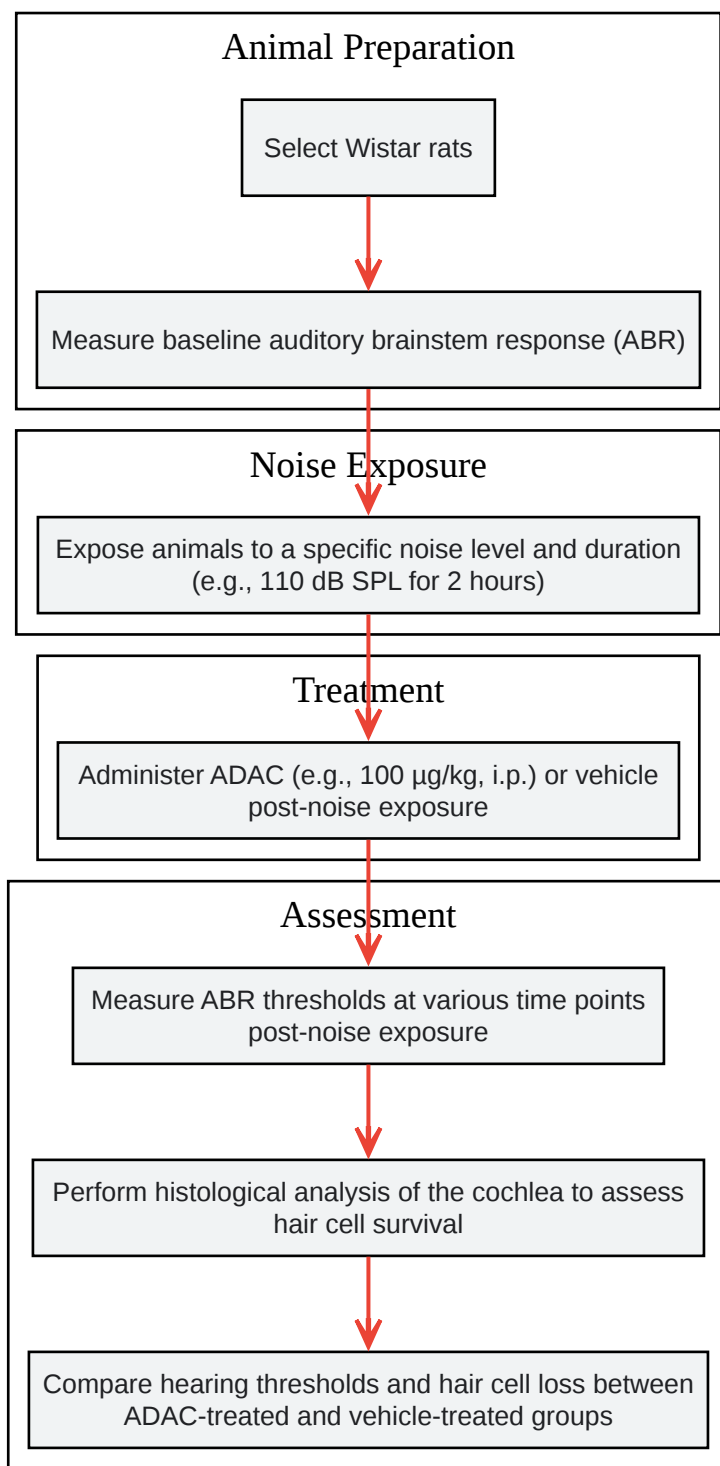 Animal Preparation
Select Wistar rats
Measure baseline auditory brainstem response (ABR)
Noise Exposure
Expose animals to a specific noise level and duration
(e.g., 110 dB SPL for 2 hours)
Treatment
Administer ADAC (e.g., 100 µg/kg, i.p.) or vehicle
post-noise exposure
Assessment
Measure ABR thresholds at various time points
post-noise exposure
Perform histological analysis of the cochlea to assess
hair cell survival
Compare hearing thresholds and hair cell loss between
ADAC-treated and vehicle-treated groups